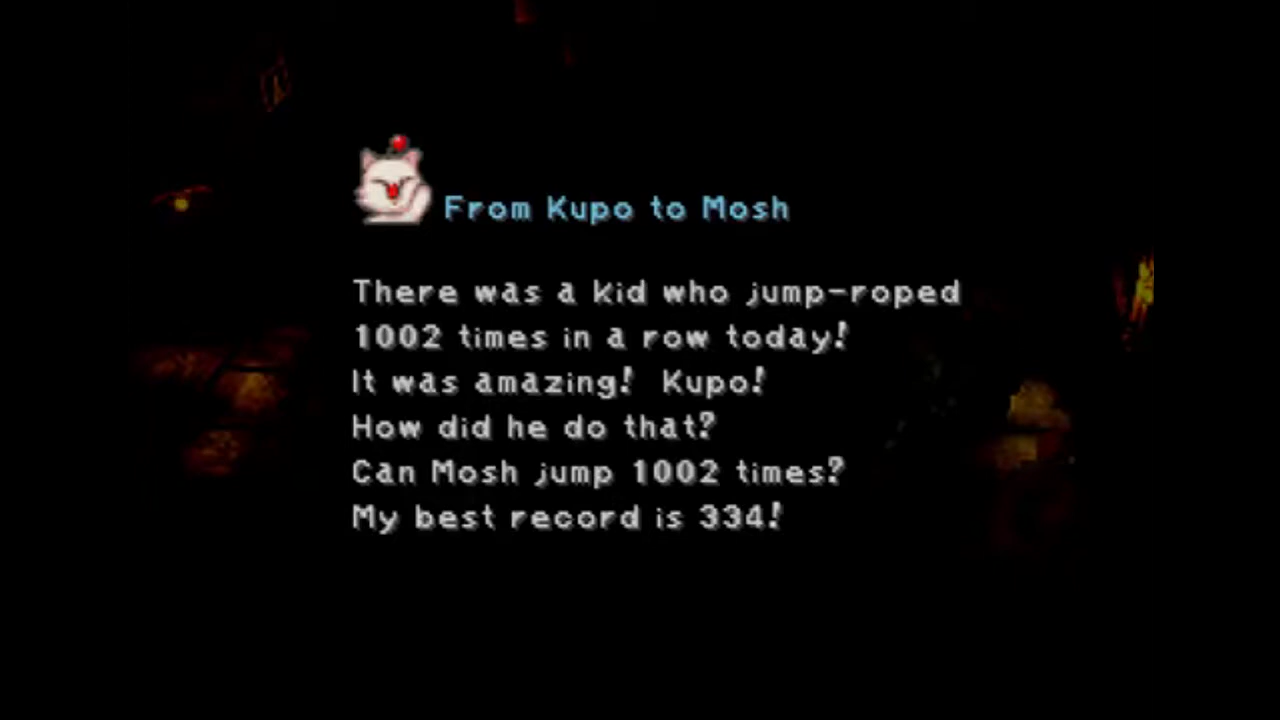 From Kupo to Mosh
There was a kid who jump-roped
1002 times in a row today!
It was amazing!  Kupo!
How did he do that?
Can Mosh jump 1002 times?
My best record is 334!